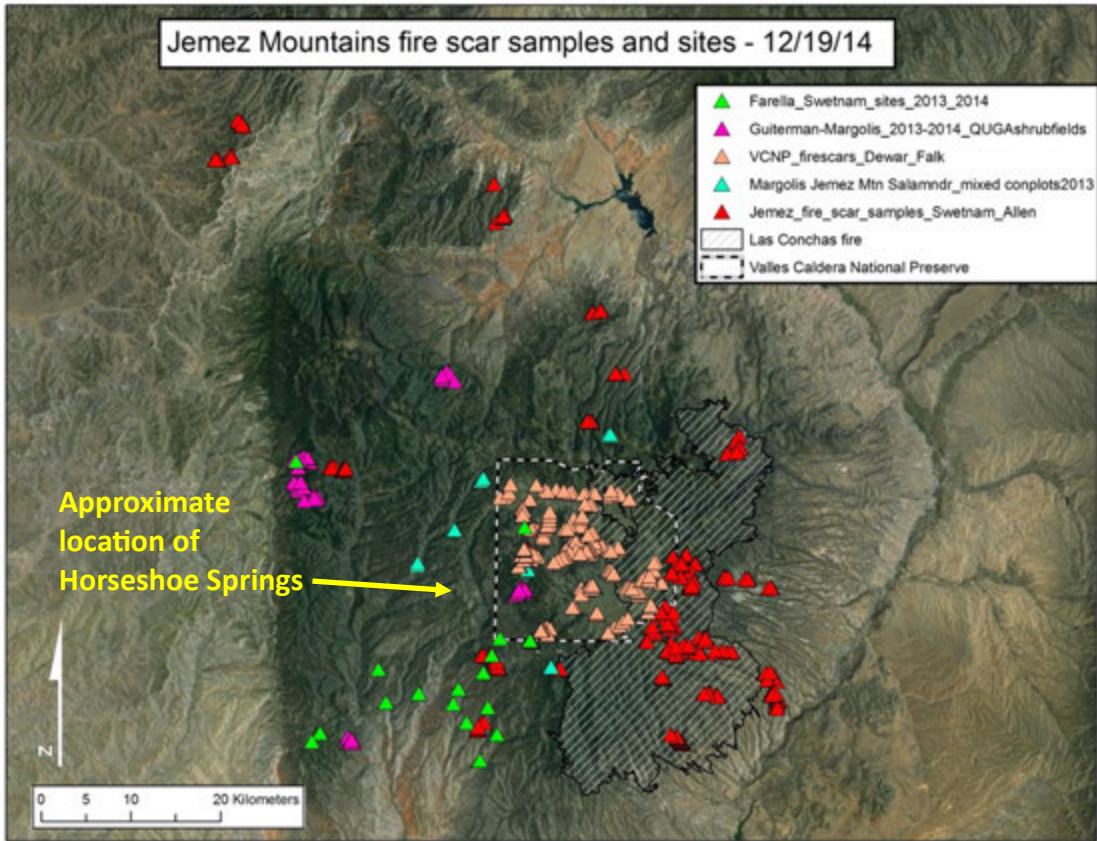 Jemez Mountains fire scar samples and sites - 12/19/14
Farella_Swetnam_sites_2013_2014
Guiterman-Margolis_2013-2014_QUGAshrubfields
VCNP_firescars_Dewar_Falk
Margolis Jemez Mtn Salamndr_mixed conplots2013
Jemez_fire_scar_samples_Swetnam_Allen
Las Conchas fire
Valles Caldera National Preserve
Approximate
location of
Horseshoe Springs
N
0 5 10 20 Kilometers